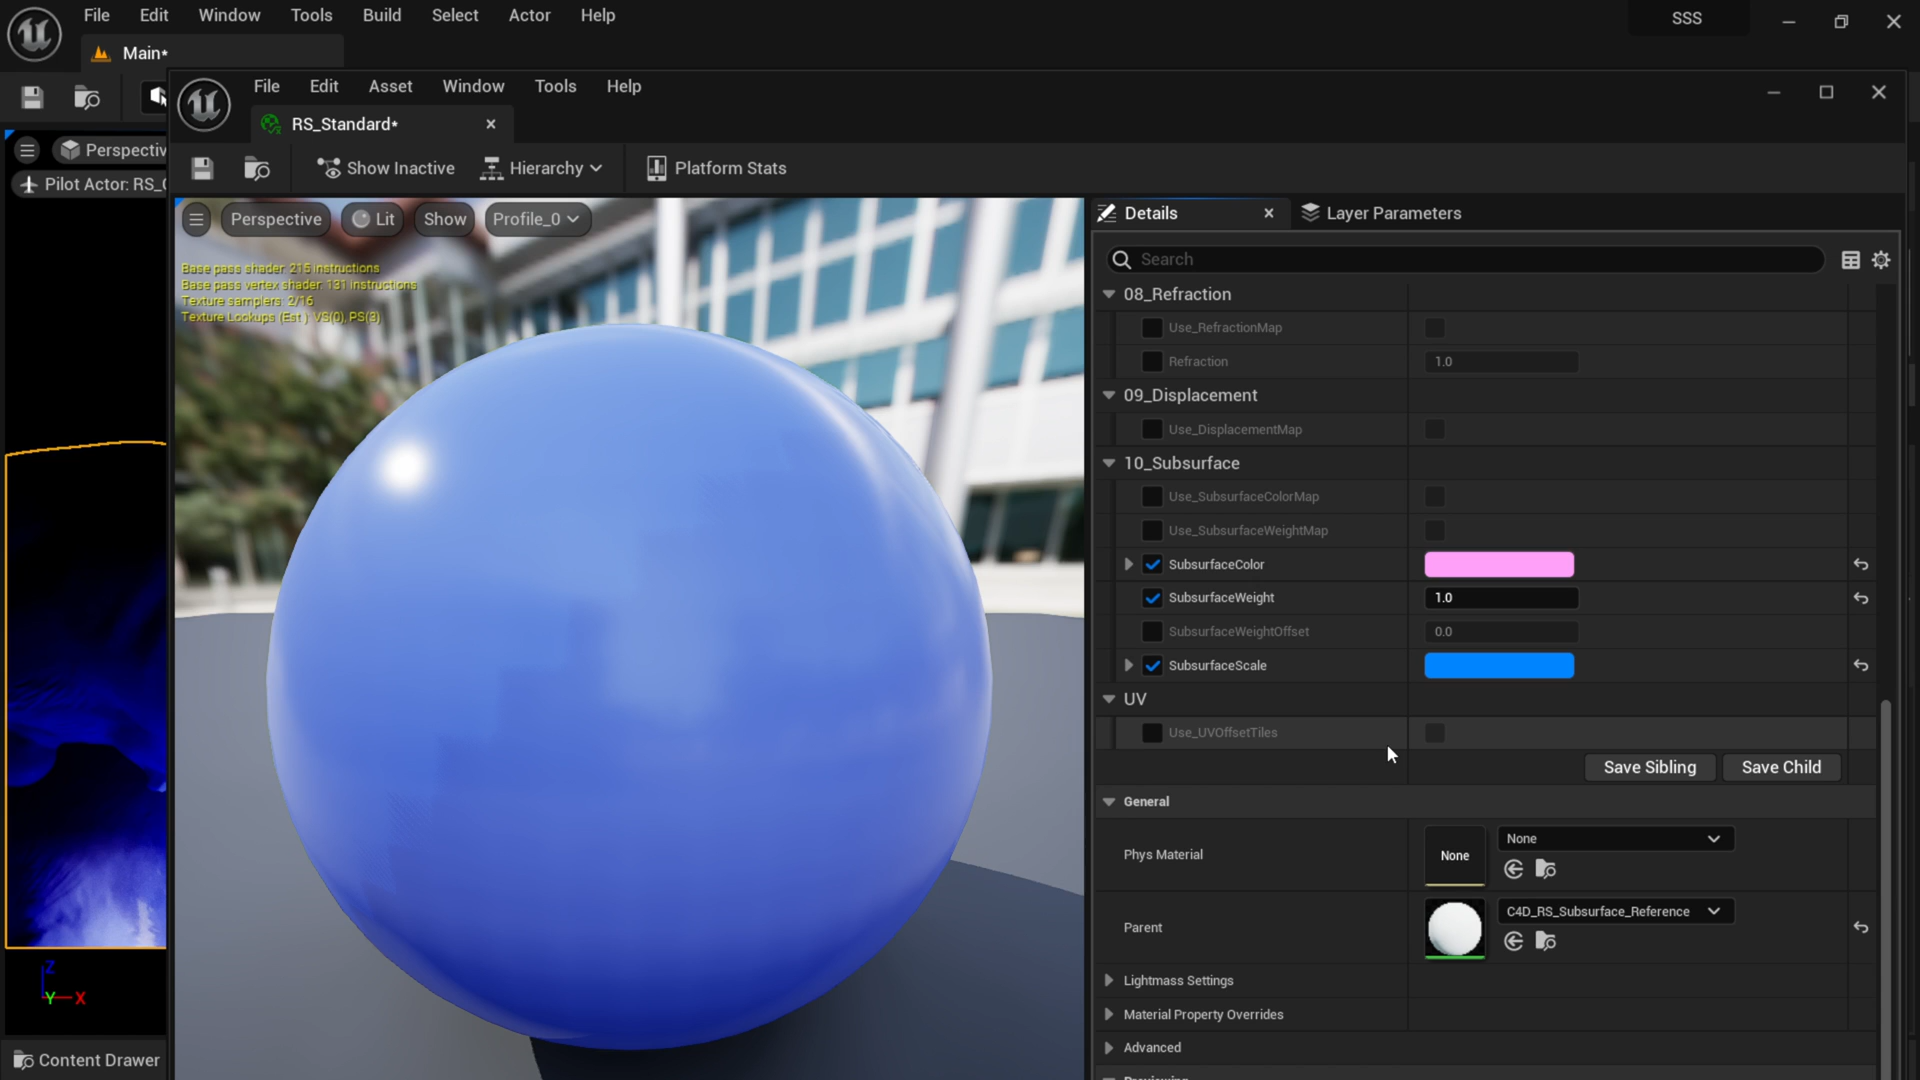 File Edit Window Tools Build Select Actor Help
SSS
Main*
File Edit Asset Window Tools Help
RS_Standard*
Show Inactive Hierarchy Platform Stats
Perspectiv
Pilot Actor: RS_
Perspective Lit Show Profile_0
Base pass shader: 215 instructions
Base pass vertex shader: 131 instructions
Texture samplers: 2/16
Texture Lookups (Est.): VS(0), PS(3)
Details Layer Parameters
Search
08_Refraction
Use_RefractionMap
Refraction 1.0
09_Displacement
Use_DisplacementMap
10_Subsurface
Use_SubsurfaceColorMap
Use_SubsurfaceWeightMap
SubsurfaceColor
SubsurfaceWeight 1.0
SubsurfaceWeightOffset 0.0
SubsurfaceScale
UV
Use_UVOffsetTiles
Save Sibling Save Child
General
Phys Material None None
Parent C4D_RS_Subsurface_Reference
Lightmass Settings
Material Property Overrides
Advanced
Z
Y X
Content Drawer